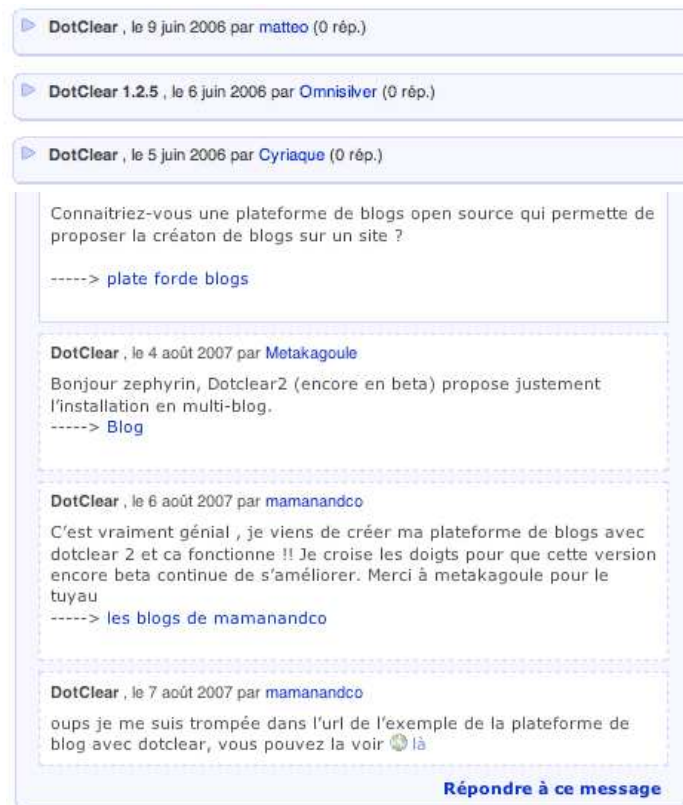 DotClear , le 9 juin 2006 par matteo (0 rép.)
DotClear 1.2.5 , le 6 juin 2006 par Omnisilver (0 rép.)
DotClear , le 5 juin 2006 par Cyriaque (0 rép.)
Connaitriez-vous une plateforme de blogs open source qui permette de
proposer la créaton de blogs sur un site ?
-----> plate forde blogs
DotClear , le 4 août 2007 par Metakagoule
Bonjour zephyrin, Dotclear2 (encore en beta) propose justement
l'installation en multi-blog.
-----> Blog
DotClear , le 6 août 2007 par mamanandco
C'est vraiment génial , je viens de créer ma plateforme de blogs avec
dotclear 2 et ca fonctionne !! Je croise les doigts pour que cette version
encore beta continue de s'améliorer. Merci à metakagoule pour le
tuyau
-----> les blogs de mamanandco
DotClear , le 7 août 2007 par mamanandco
oups je me suis trompée dans l'url de l'exemple de la plateforme de
blog avec dotclear, vous pouvez la voir là
Répondre à ce message